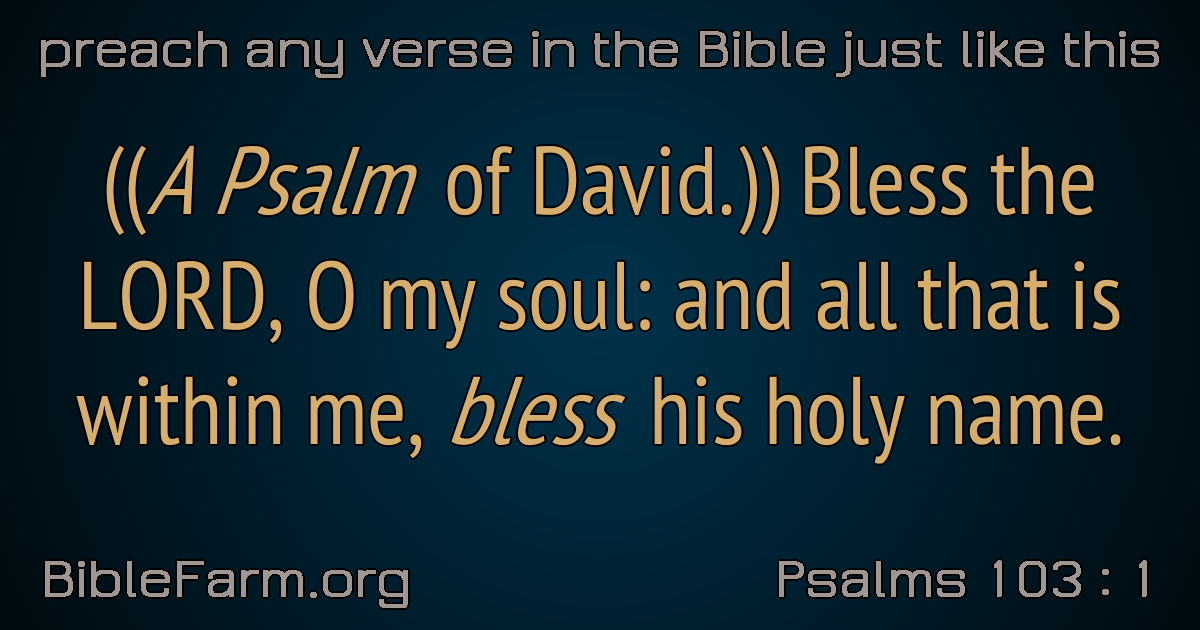 preach any verse in the Bible just like this
((A Psalm of David.)) Bless the
LORD, O my soul: and all that is
within me, bless his holy name.
BibleFarm.org
Psalms 103 : 1